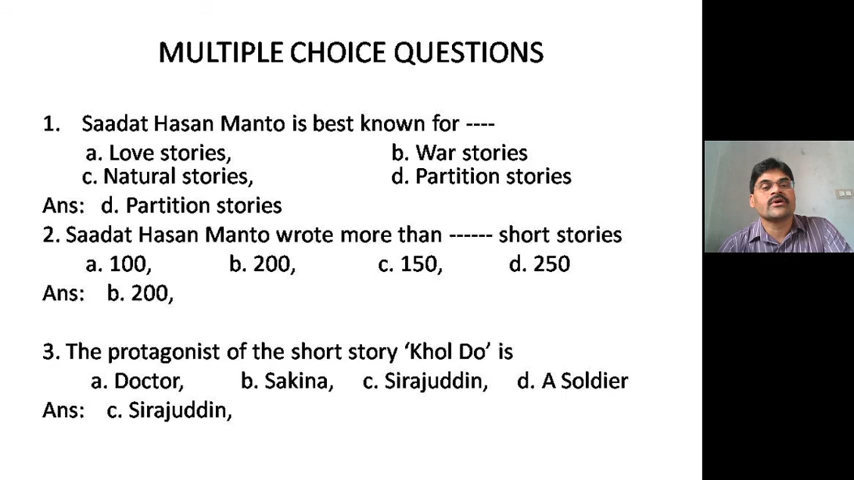 MULTIPLE CHOICE QUESTIONS
1. Saadat Hasan Manto is best known for ----
a. Love stories, b. War stories
c. Natural stories, d. Partition stories
Ans: d. Partition stories
2. Saadat Hasan Manto wrote more than ------ short stories
a. 100, b. 200, c. 150, d. 250
Ans: b. 200,
3. The protagonist of the short story ‘Khol Do’ is
a. Doctor, b. Sakina, c. Sirajuddin, d. A Soldier
Ans: c. Sirajuddin,